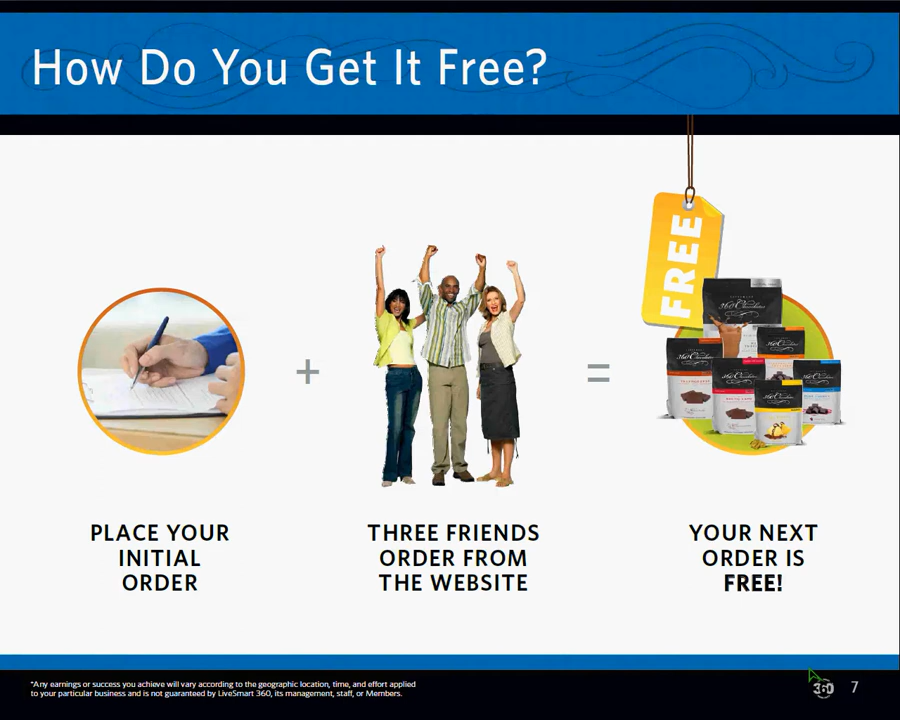 How Do You Get It Free?
FREE
PLACE YOUR
INITIAL
ORDER
+
THREE FRIENDS
ORDER FROM
THE WEBSITE
=
YOUR NEXT
ORDER IS
FREE!
*Any earnings or success you achieve will vary according to the geographic location, time, and effort applied
to your particular business and is not guaranteed by LiveSmart 360, its management, staff, or Members.
360
7